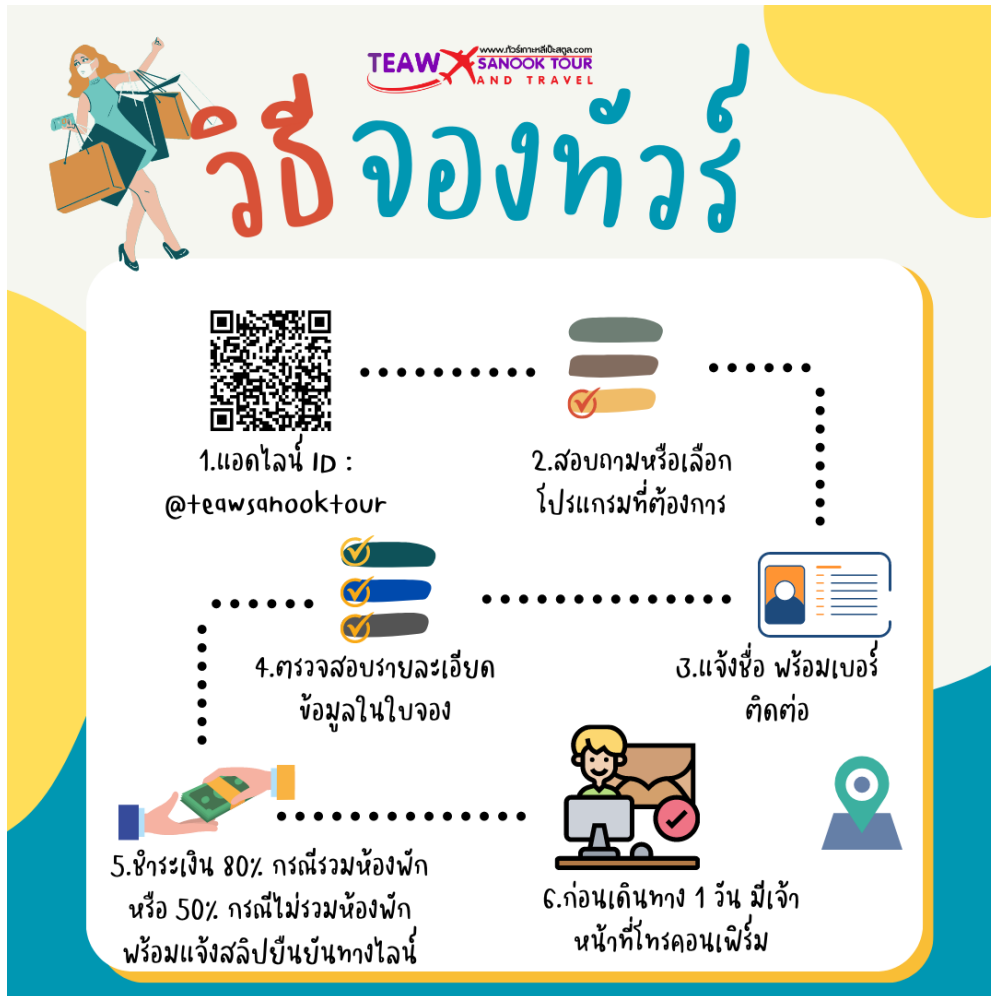 www.ทัวร์เกาะหลีเป๊ะสตูล.com
TEAW SANOOK TOUR
AND TRAVEL
วิธีจองทัวร์
1.แอดไลน์ ID :
@teawsanooktour
2.สอบถามหรือเลือก
โปรแกรมที่ต้องการ
3.แจ้งชื่อ พร้อมเบอร์
ติดต่อ
4.ตรวจสอบรายละเอียด
ข้อมูลในใบจอง
5.ชำระเงิน 80% กรณีรวมห้องพัก
หรือ 50% กรณีไม่รวมห้องพัก
พร้อมแจ้งสลิปยืนยันทางไลน์
6.ก่อนเดินทาง 1 วัน มีเจ้า
หน้าที่โทรคอนเฟิร์ม